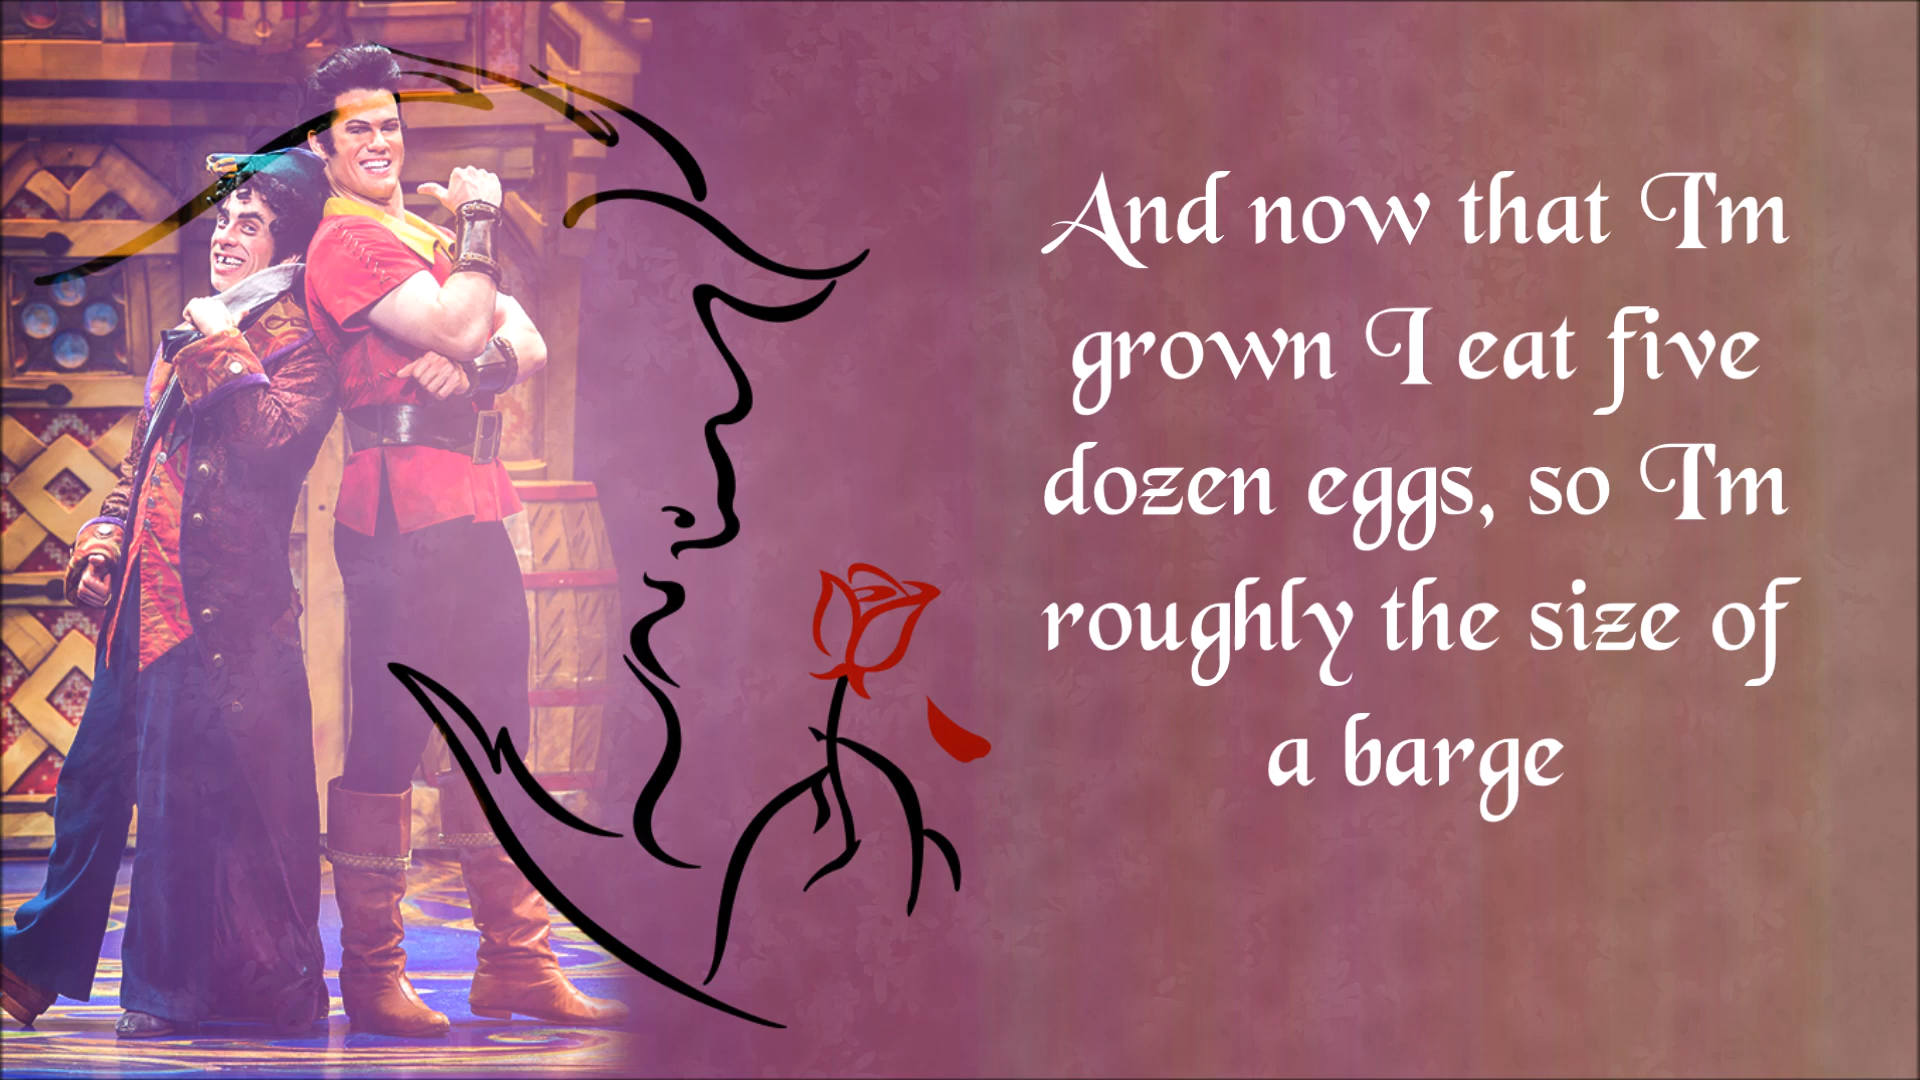 And now that I'm
grown I eat five
dozen eggs, so I'm
roughly the size of
a barge